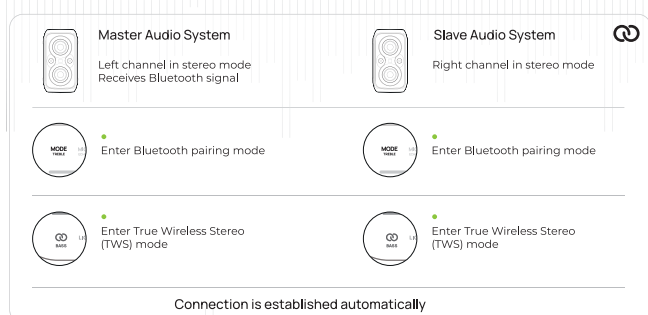 Master Audio System
Left channel in stereo mode
Receives Bluetooth signal
Slave Audio System
Right channel in stereo mode
MODE
TREBLE
Enter Bluetooth pairing mode
MODE
TREBLE
Enter Bluetooth pairing mode
BASS
Enter True Wireless Stereo
(TWS) mode
BASS
Enter True Wireless Stereo
(TWS) mode
Connection is established automatically